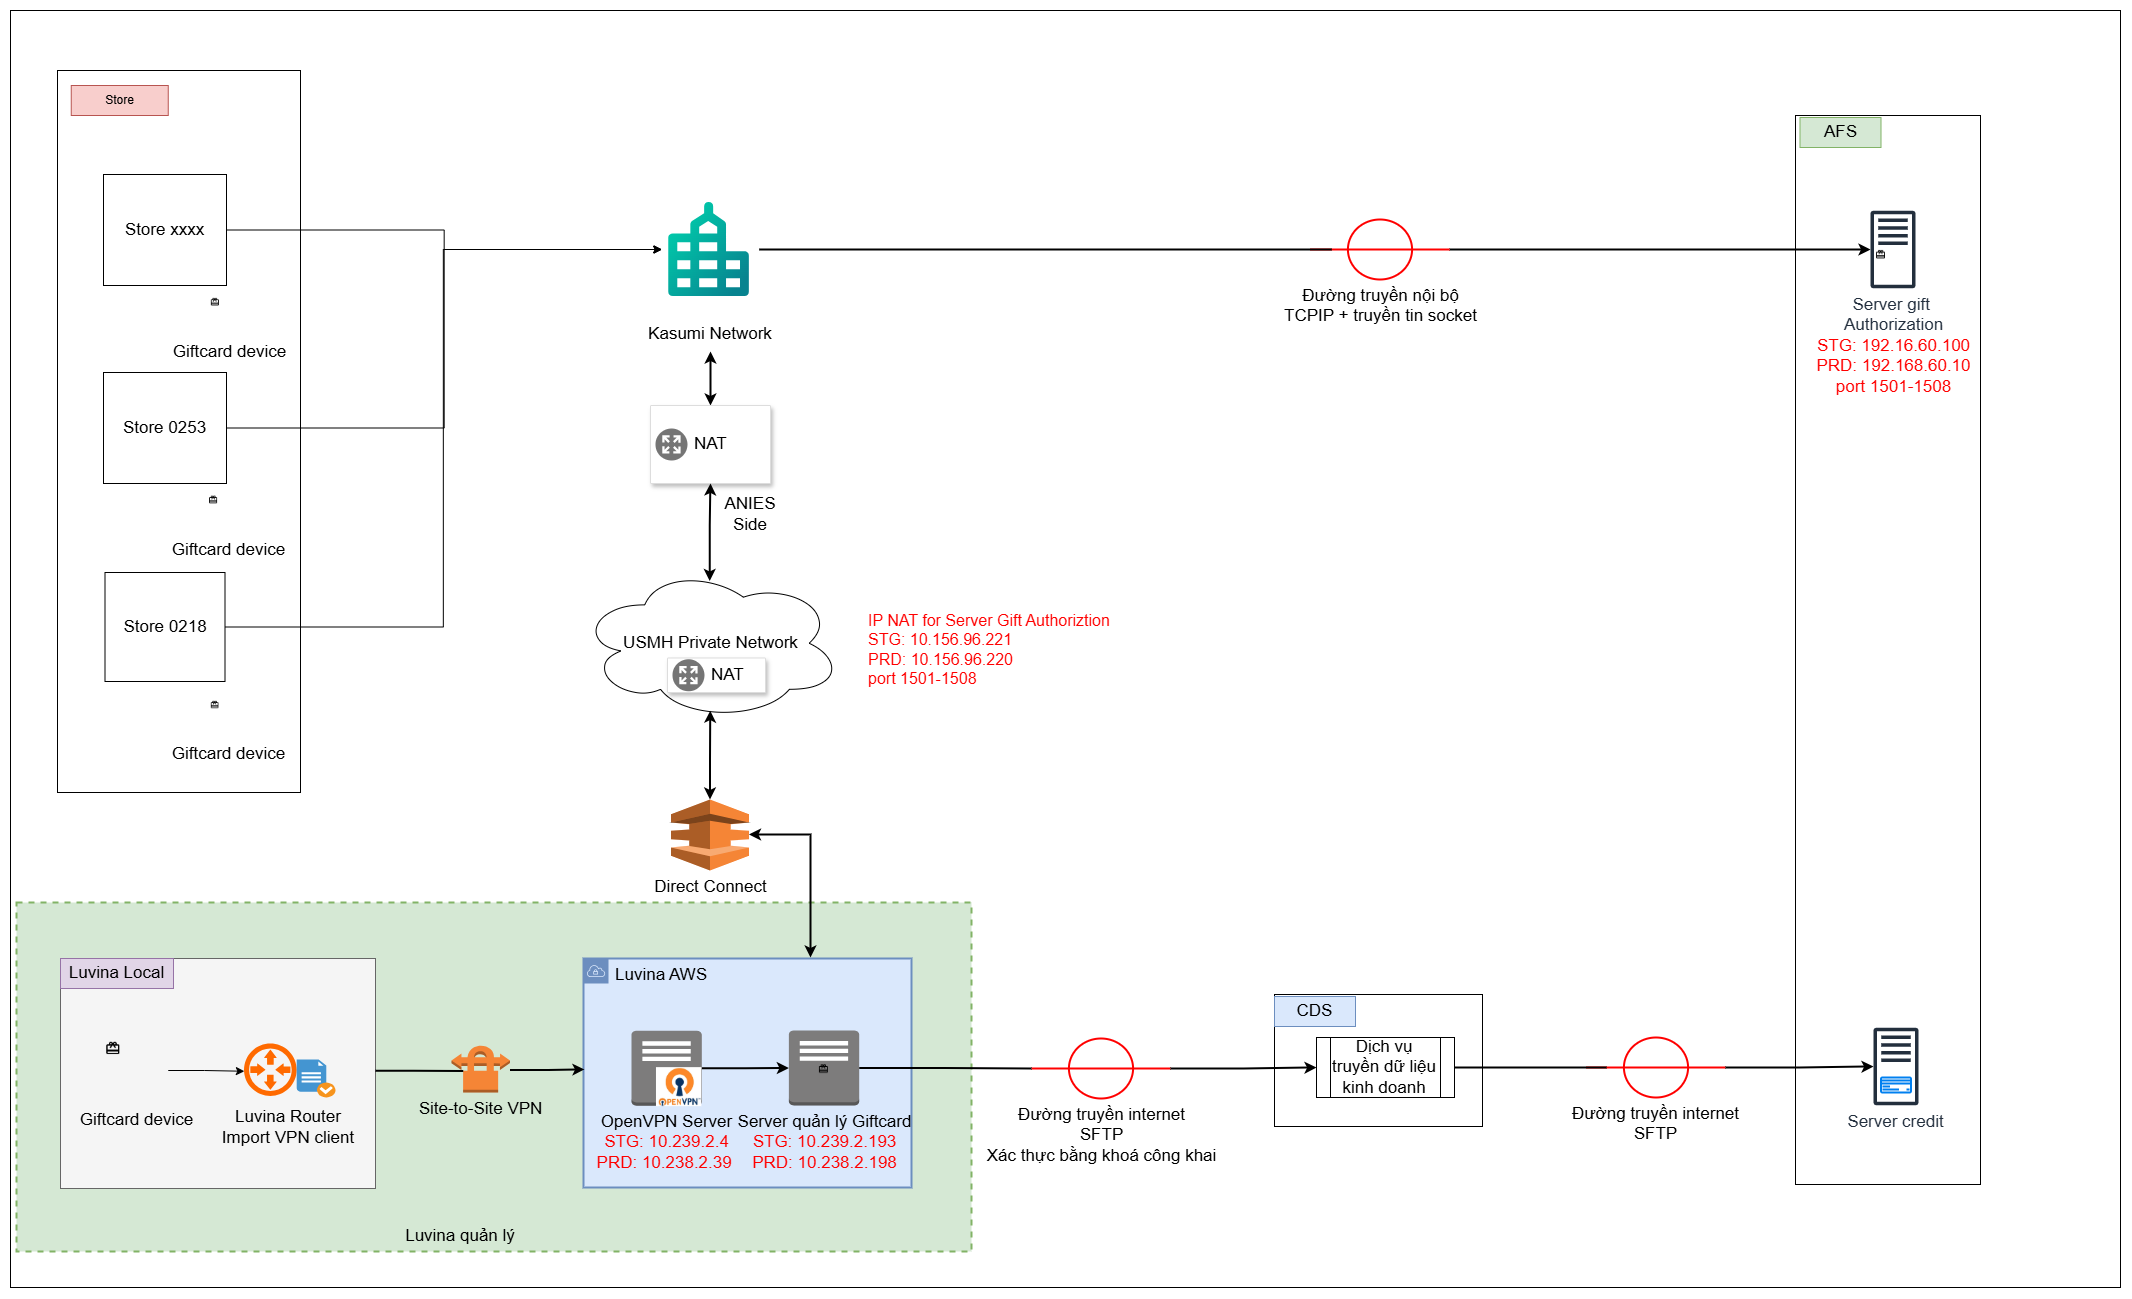 Store
Store xxxx
Giftcard device
Store 0253
Giftcard device
Store 0218
Giftcard device
Kasumi Network
NAT
ANIES
Side
USMH Private Network
NAT
IP NAT for Server Gift Authoriztion
STG: 10.156.96.221
PRD: 10.156.96.220
port 1501-1508
Direct Connect
Đường truyền nội bộ
TCPIP + truyền tin socket
AFS
Server gift
Authorization
STG: 192.16.60.100
PRD: 192.168.60.10
port 1501-1508
Luvina Local
Giftcard device
Luvina Router
Import VPN client
Site-to-Site VPN
Luvina AWS
OPENVPN
OpenVPN Server
STG: 10.239.2.4
PRD: 10.238.2.39
Server quản lý Giftcard
STG: 10.239.2.193
PRD: 10.238.2.198
Luvina quản lý
Đường truyền internet
SFTP
Xác thực bằng khoá công khai
CDS
Dịch vụ
truyền dữ liệu
kinh doanh
Đường truyền internet
SFTP
Server credit